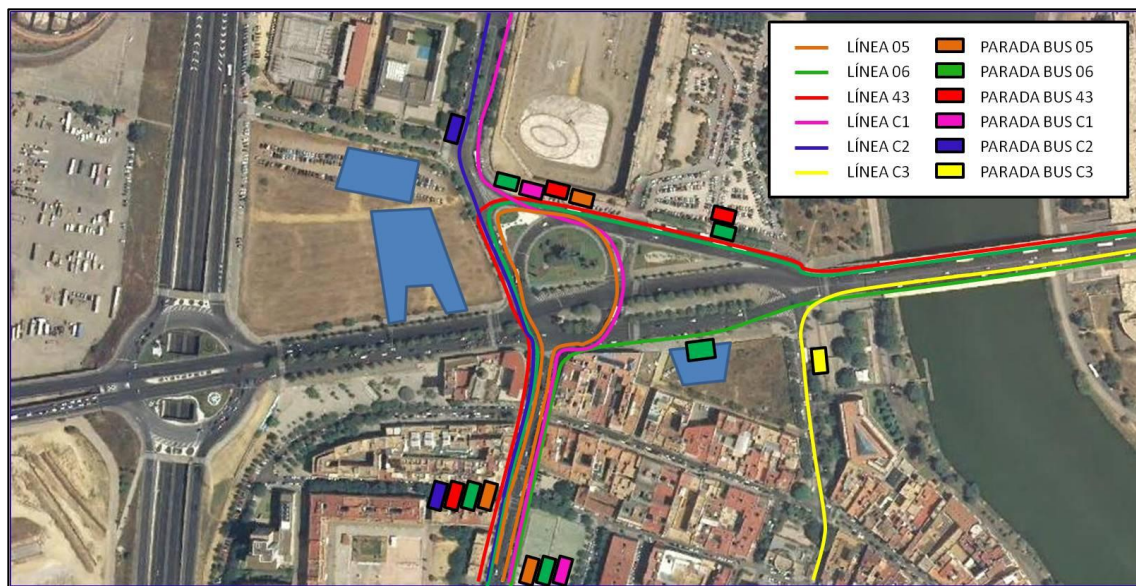 LÍNEA 05 PARADA BUS 05
LÍNEA 06 PARADA BUS 06
LÍNEA 43 PARADA BUS 43
LÍNEA C1 PARADA BUS C1
LÍNEA C2 PARADA BUS C2
LÍNEA C3 PARADA BUS C3